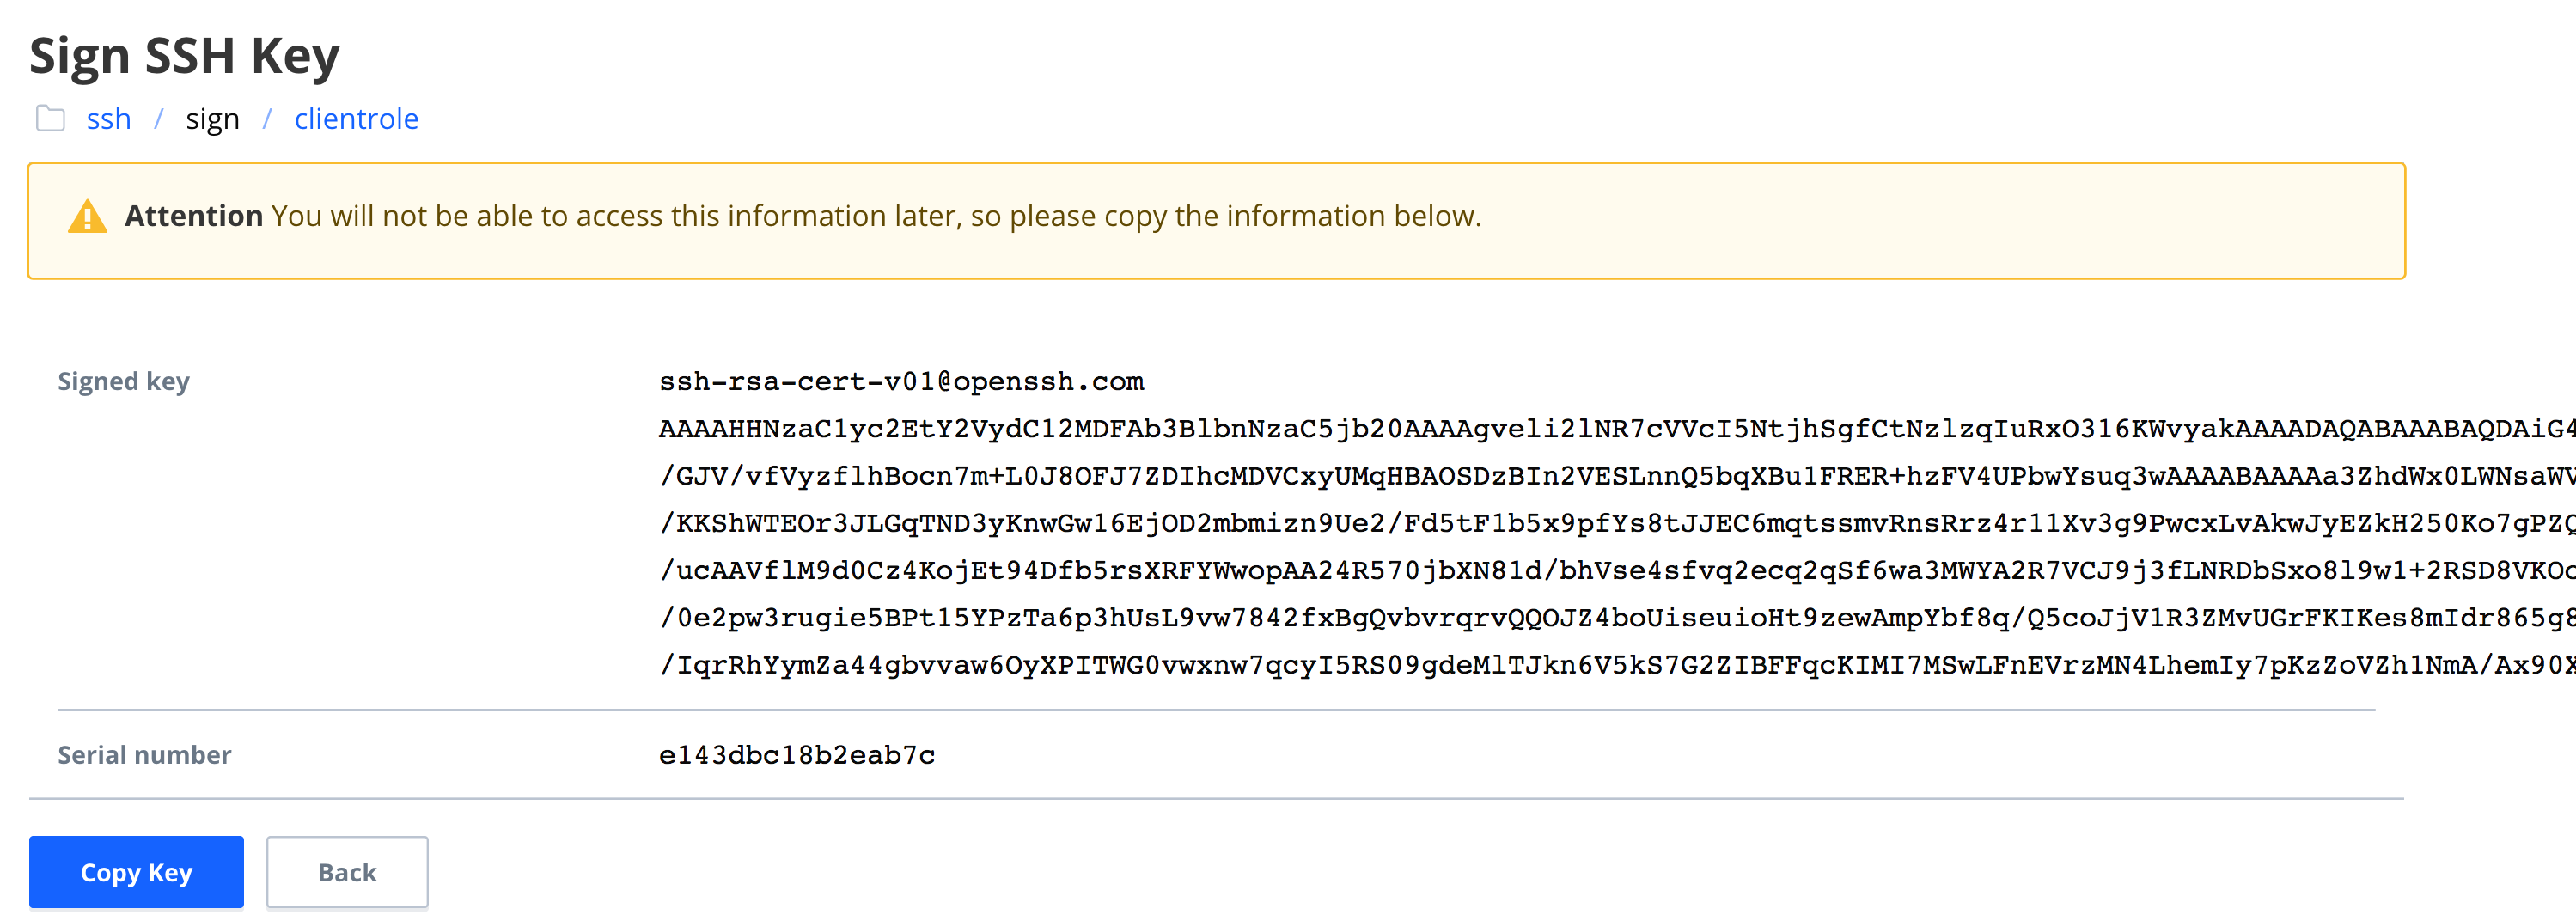 Sign SSH Key
ssh / sign / clientrole
Attention You will not be able to access this information later, so please copy the information below.
Signed key
ssh-rsa-cert-v01@openssh.com
AAAAHHNzaC1yc2EtY2VydC12MDFAb3BlbnNzaC5jb20AAAAgveli2lNR7cVVcI5NtjhSgfCtNzlzqIuRxO316KWvyakAAAADAQABAAABAQDAiG4
/GJV/vfVyzflhBocn7m+L0J8OFJ7ZDIhcMDVCxyUMqHBAOSDzBIn2VESLnnQ5bqXBu1FRER+hzFV4UPbwYsuq3wAAAABAAAAa3ZhdWx0LWNsaWV
/KKShWTEOr3JLGqTND3yKnwGw16EjOD2mbmizn9Ue2/Fd5tF1b5x9pfYs8tJJEC6mqtssmvRnsRrz4r11Xv3g9PwcxLvAkwJyEZkH250Ko7gPZQ
/ucAAVflM9d0Cz4KojEt94Dfb5rsXRFYWwopAA24R570jbXN81d/bhVse4sfvq2ecq2qSf6wa3MWYA2R7VCJ9j3fLNRDbSxo8l9w1+2RSD8VKOc
/0e2pw3rugie5BPt15YPzTa6p3hUsL9vw7842fxBgQvbvrqrvQQOJZ4boUiseuioHt9zewAmpYbf8q/Q5coJjV1R3ZMvUGrFKIKes8mIdr865g8
/IqrRhYymZa44gbvvaw6OyXPITWG0vwxnw7qcyI5RS09gdeMlTJkn6V5kS7G2ZIBFFqcKIMI7MSwLFnEVrzMN4LhemIy7pKzZoVZh1NmA/Ax90X
Serial number
e143dbc18b2eab7c
Copy Key
Back